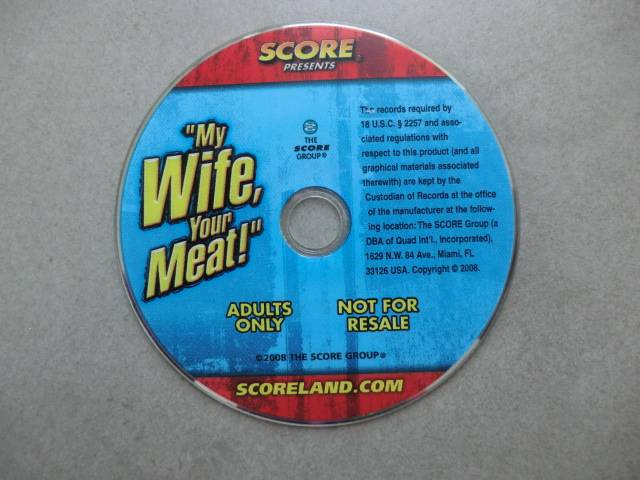 SCORE
PRESENTS
"My
Wife,
Your
Meat!"
THE
SCORE
GROUP®
The records required by
18 U.S.C. § 2257 and asso-
ciated regulations with
respect to this product (and all
graphical materials associated
therewith) are kept by the
Custodian of Records at the office
of the manufacturer at the follow-
ing location: The SCORE Group (a
DBA of Quad Int'l., Incorporated),
1629 N.W. 84 Ave., Miami, FL
33126 USA. Copyright © 2008.
ADULTS
ONLY
NOT FOR
RESALE
©2008 THE SCORE GROUP®
SCORELAND.COM